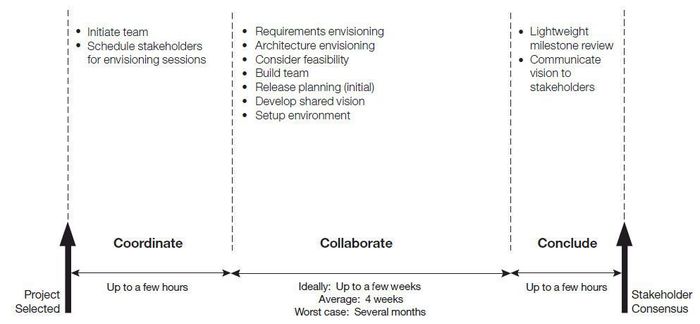 • Initiate team
• Schedule stakeholders
for envisioning sessions
• Requirements envisioning
• Architecture envisioning
• Consider feasibility
• Build team
• Release planning (initial)
• Develop shared vision
• Setup environment
• Lightweight
milestone review
• Communicate
vision to
stakeholders
Coordinate
Collaborate
Conclude
Project
Selected
Up to a few hours
Ideally: Up to a few weeks
Average: 4 weeks
Worst case: Several months
Up to a few hours
Stakeholder
Consensus